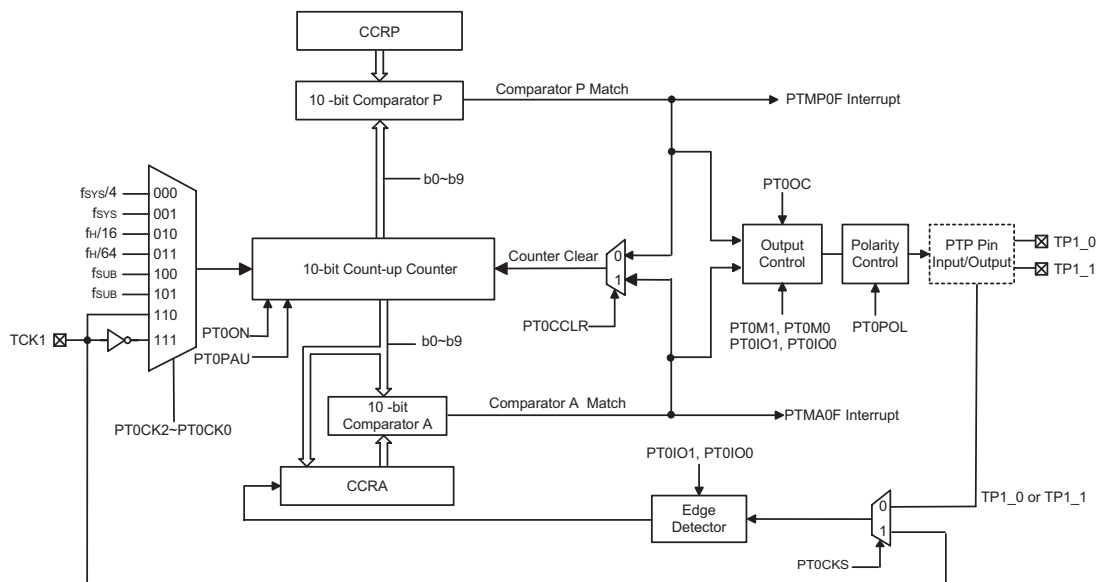 CCRP
10 -bit Comparator P
Comparator P Match
PTMP0F Interrupt
b0~b9
PT0OC
fSYS/4
000
fSYS
001
fH/16
010
fH/64
011
fSUB
100
fSUB
101
110
111
TCK1
10-bit Count-up Counter
Counter Clear
0
1
Output
Control
Polarity
Control
PTP Pin
Input/Output
TP1_0
TP1_1
PT0ON
PT0PAU
PT0CCLR
PT0M1, PT0M0
PT0IO1, PT0IO0
PT0POL
b0~b9
10 -bit
Comparator A
Comparator A Match
PTMA0F Interrupt
PT0CK2~PT0CK0
CCRA
PT0IO1, PT0IO0
Edge
Detector
0
1
TP1_0 or TP1_1
PT0CKS